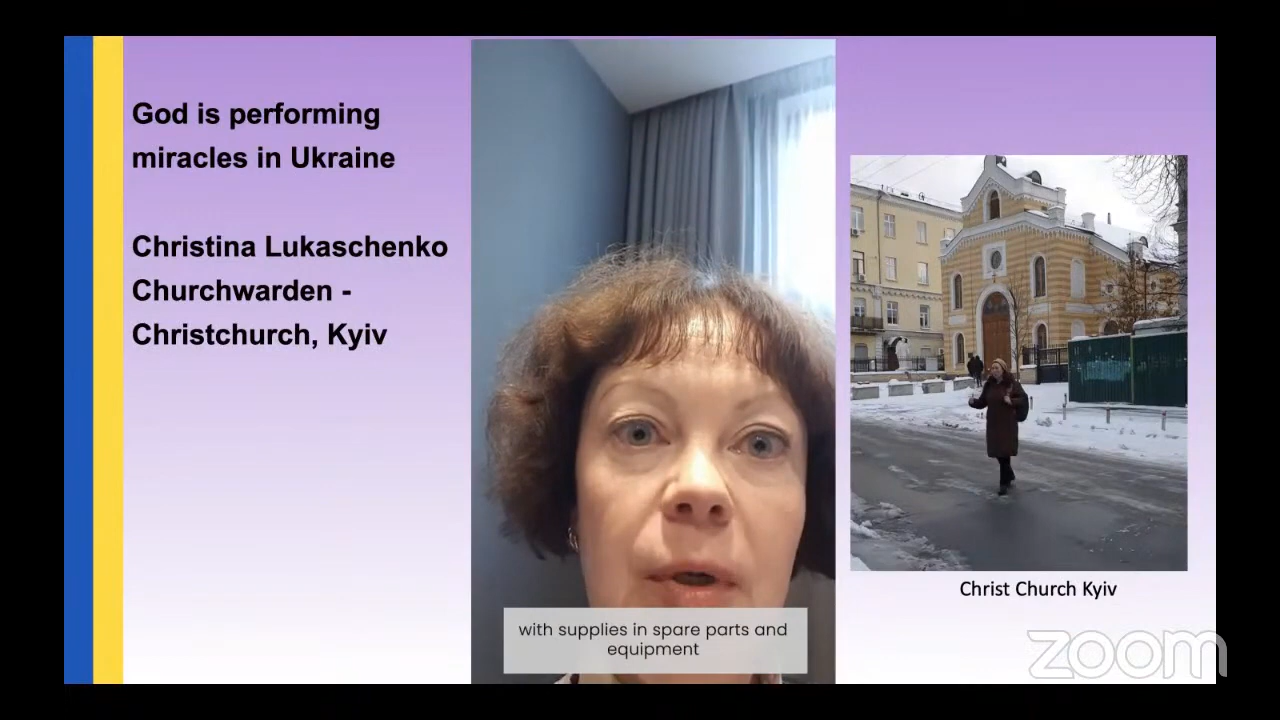 God is performing
miracles in Ukraine
Christina Lukaschenko
Churchwarden -
Christchurch, Kyiv
with supplies in spare parts and
equipment
Christ Church Kyiv
zoom